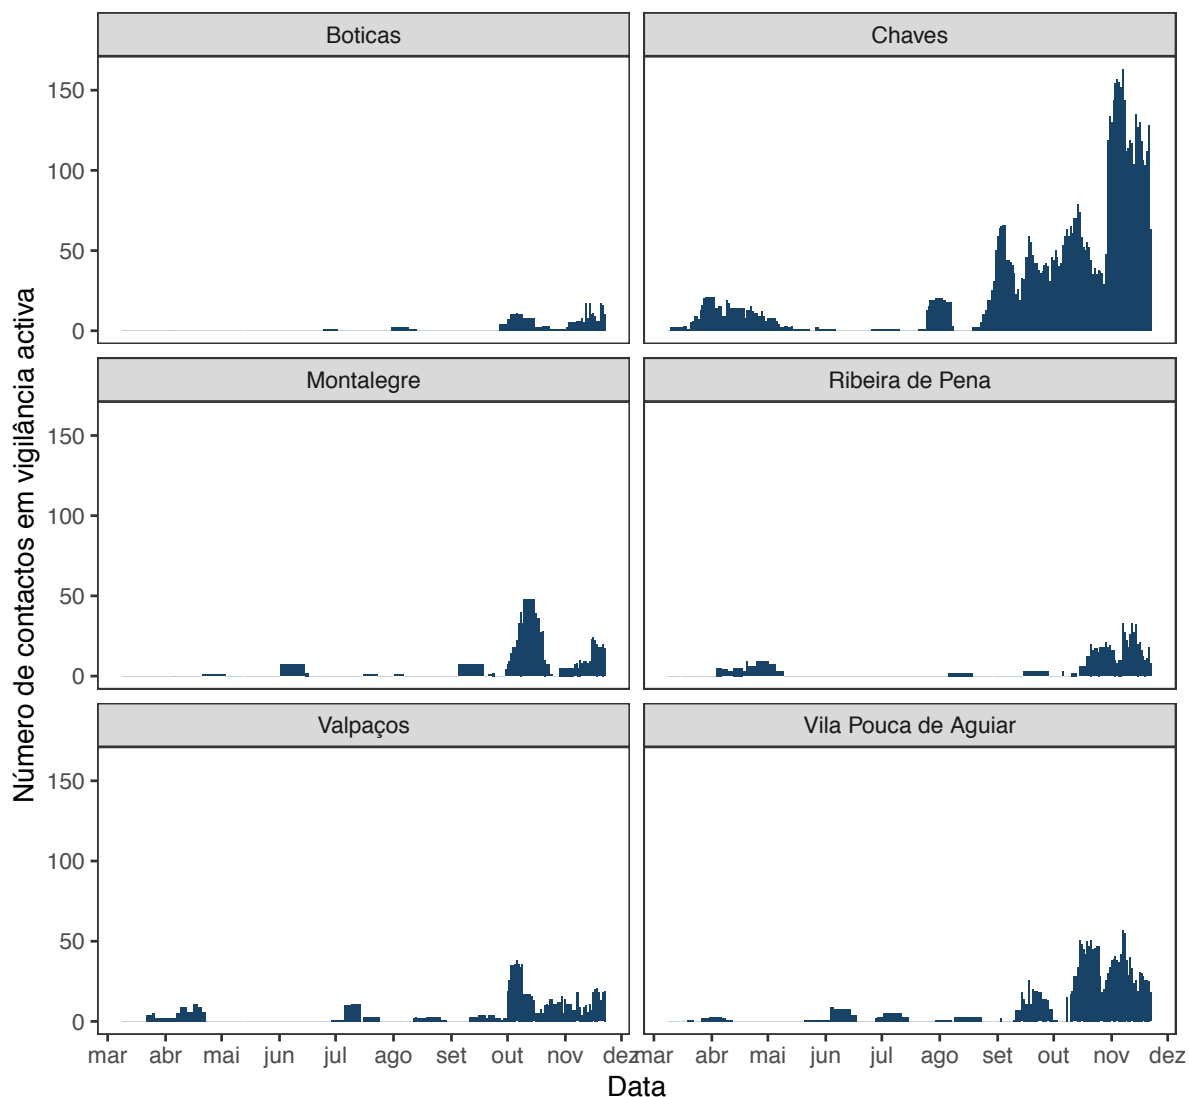 Boticas
Chaves
150
100
50
0
Montalegre
Ribeira de Pena
150
100
50
0
Valpaços
Vila Pouca de Aguiar
150
100
50
0
mar abr mai jun jul ago set out nov dez
mar abr mai jun jul ago set out nov dez
Data
Número de contactos em vigilância activa